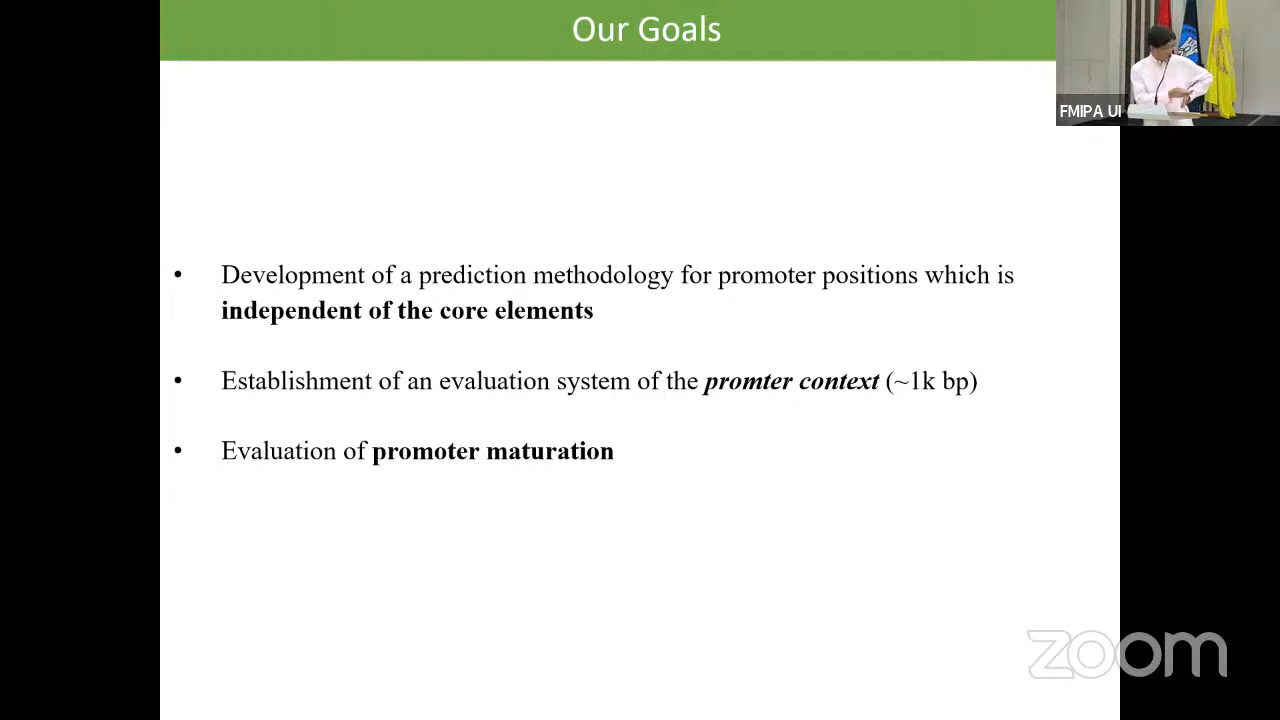 Our Goals
FMIPA UI
• Development of a prediction methodology for promoter positions which is
independent of the core elements
• Establishment of an evaluation system of the promter context (~1k bp)
• Evaluation of promoter maturation
zoom